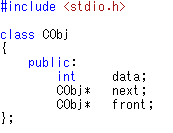 #include <stdio.h>
class CObj
{
public:
int data;
CObj* next;
CObj* front;
};